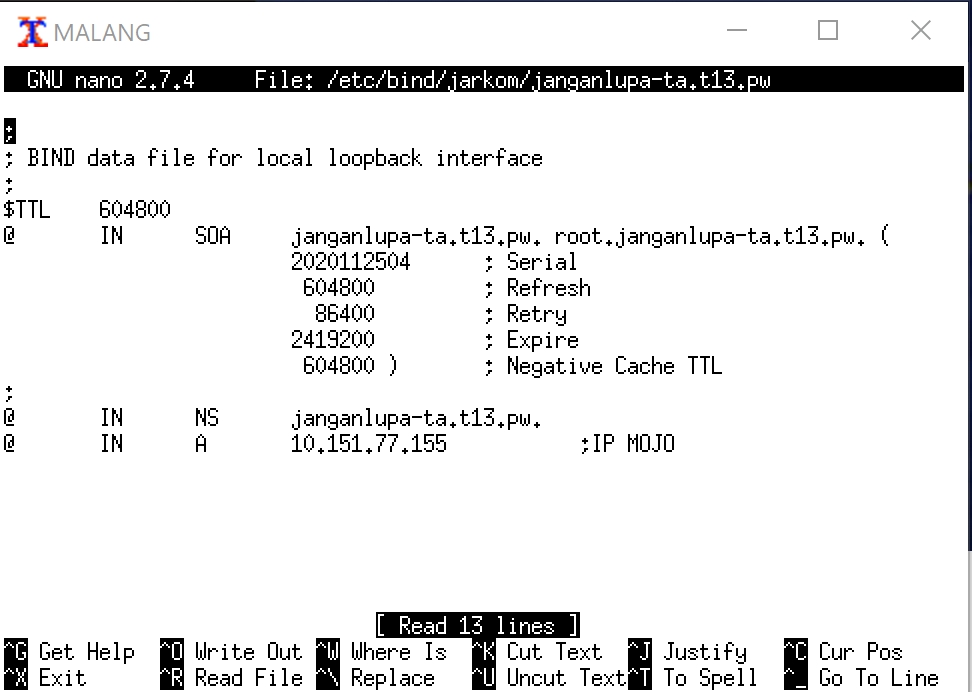 MALANG
GNU nano 2.7.4 File: /etc/bind/jarkom/janganlupa-ta.t13.pw
;
; BIND data file for local loopback interface
;
$TTL 604800
@ IN SOA janganlupa-ta.t13.pw. root.janganlupa-ta.t13.pw. (
2020112504 ; Serial
604800 ; Refresh
86400 ; Retry
2419200 ; Expire
604800 ) ; Negative Cache TTL
;
@ IN NS janganlupa-ta.t13.pw.
@ IN A 10.151.77.155 ;IP MOJO
[ Read 13 lines ]
^G Get Help ^O Write Out ^W Where Is ^K Cut Text ^J Justify ^C Cur Pos
^X Exit ^R Read File ^\ Replace ^U Uncut Text ^T To Spell ^_ Go To Line